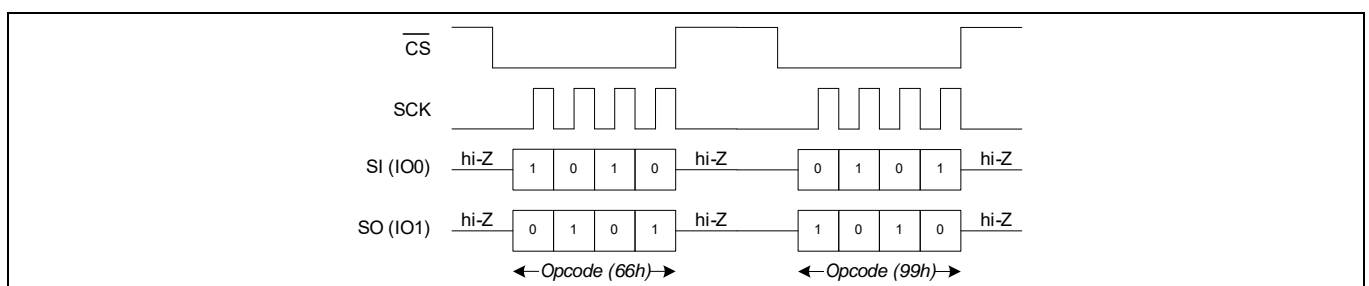 CS
SCK
SI (IO0) hi-Z 1 0 1 0 hi-Z 0 1 0 1 hi-Z
SO (IO1) hi-Z 0 1 0 1 hi-Z 1 0 1 0 hi-Z
Opcode (66h) Opcode (99h)